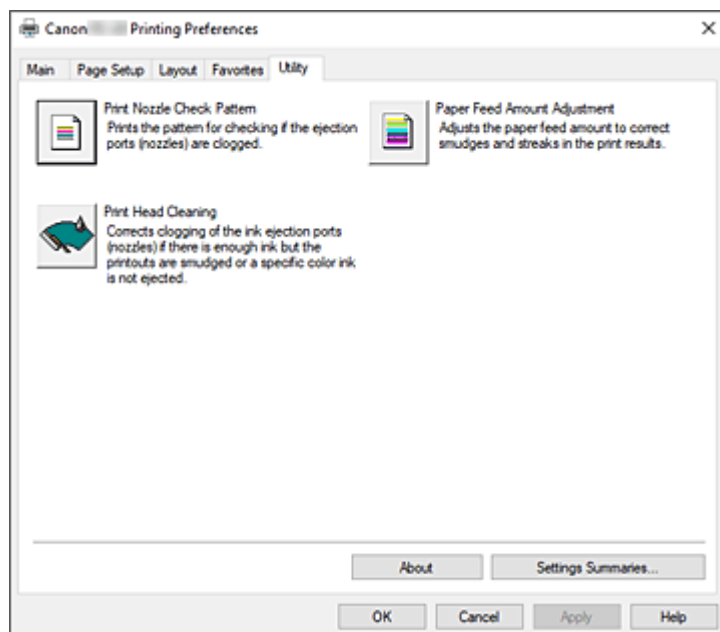 Canon Printing Preferences
Main Page Setup Layout Favorites Utility
Print Nozzle Check Pattern
Prints the pattern for checking if the ejection
ports (nozzles) are clogged.
Paper Feed Amount Adjustment
Adjusts the paper feed amount to correct
smudges and streaks in the print results.
Print Head Cleaning
Corrects clogging of the ink ejection ports
(nozzles) if there is enough ink but the
printouts are smudged or a specific color ink
is not ejected.
About Settings Summaries...
OK Cancel Apply Help